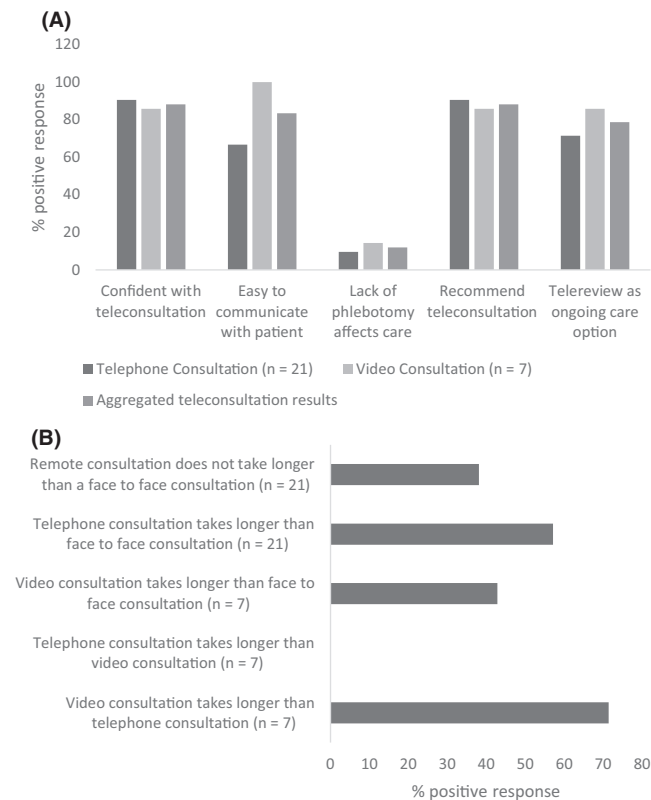 (A)
120
100
80
60
40
20
0
% positive response
Confident with
teleconsultation
Easy to
communicate
with patient
Lack of
phlebotomy
affects care
Recommend
teleconsultation
Telereview as
ongoing care
option
Telephone Consultation (n = 21)
Video Consultation (n = 7)
Aggregated teleconsultation results
(B)
Remote consultation does not take longer
than a face to face consultation (n = 21)
Telephone consultation takes longer than
face to face consultation (n = 21)
Video consultation takes longer than face to
face consultation (n = 7)
Telephone consultation takes longer than
video consultation (n = 7)
Video consultation takes longer than
telephone consultation (n = 7)
0 10 20 30 40 50 60 70 80
% positive response